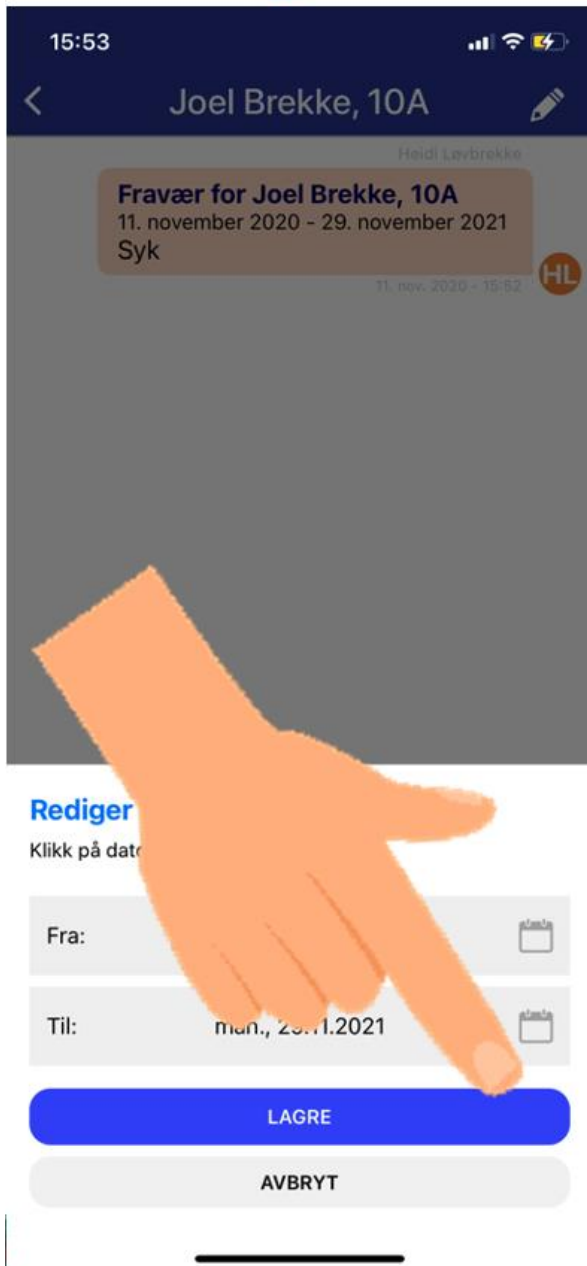 15:53
Joel Brekke, 10A
Heidi Løvbrekke
Fravær for Joel Brekke, 10A
11. november 2020 - 29. november 2021
Syk
HL
11. nov. 2020 - 15:52
Rediger
Klikk på
Fra:
Til:
LAGRE
AVBRYT